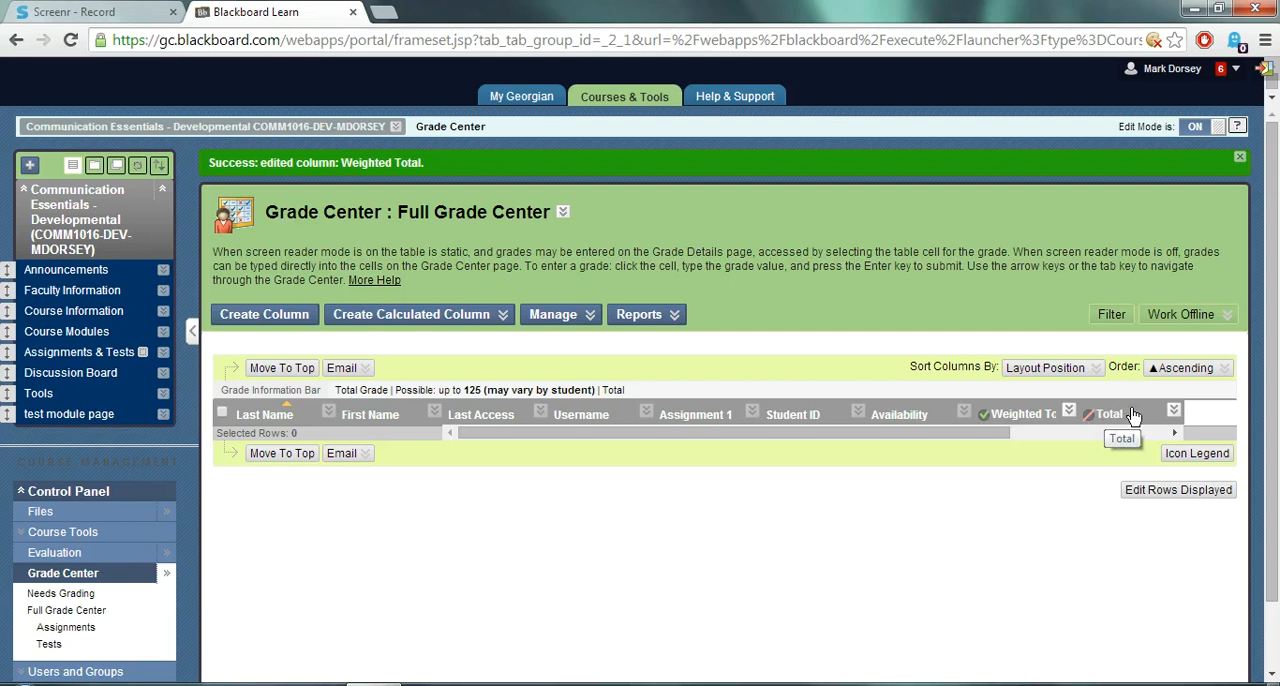 Screenr - Record
Blackboard Learn
https://gc.blackboard.com/webapps/portal/frameset.jsp?tab_tab_group_id=_2_1&url=%2Fwebapps%2Fblackboard%2Fexecute%2Flauncher%3Ftype%3DCours
Mark Dorsey 6
My Georgian Courses & Tools Help & Support
Communication Essentials - Developmental COMM1016-DEV-MDORSEY Grade Center Edit Mode is: ON ?
Success: edited column: Weighted Total.
Communication
Essentials -
Developmental
(COMM1016-DEV-
MDORSEY)
Announcements
Faculty Information
Course Information
Course Modules
Assignments & Tests
Discussion Board
Tools
test module page
COURSE MANAGEMENT
Control Panel
Files
Course Tools
Evaluation
Grade Center
Needs Grading
Full Grade Center
Assignments
Tests
Users and Groups
Grade Center : Full Grade Center
When screen reader mode is on the table is static, and grades may be entered on the Grade Details page, accessed by selecting the table cell for the grade. When screen reader mode is off, grades
can be typed directly into the cells on the Grade Center page. To enter a grade: click the cell, type the grade value, and press the Enter key to submit. Use the arrow keys or the tab key to navigate
through the Grade Center. More Help
Create Column Create Calculated Column Manage Reports Filter Work Offline
Move To Top Email Sort Columns By: Layout Position Order: ▲Ascending
Grade Information Bar Total Grade | Possible: up to 125 (may vary by student) | Total
Last Name First Name Last Access Username Assignment 1 Student ID Availability Weighted To Total
Selected Rows: 0
Total
Move To Top Email Icon Legend
Edit Rows Displayed